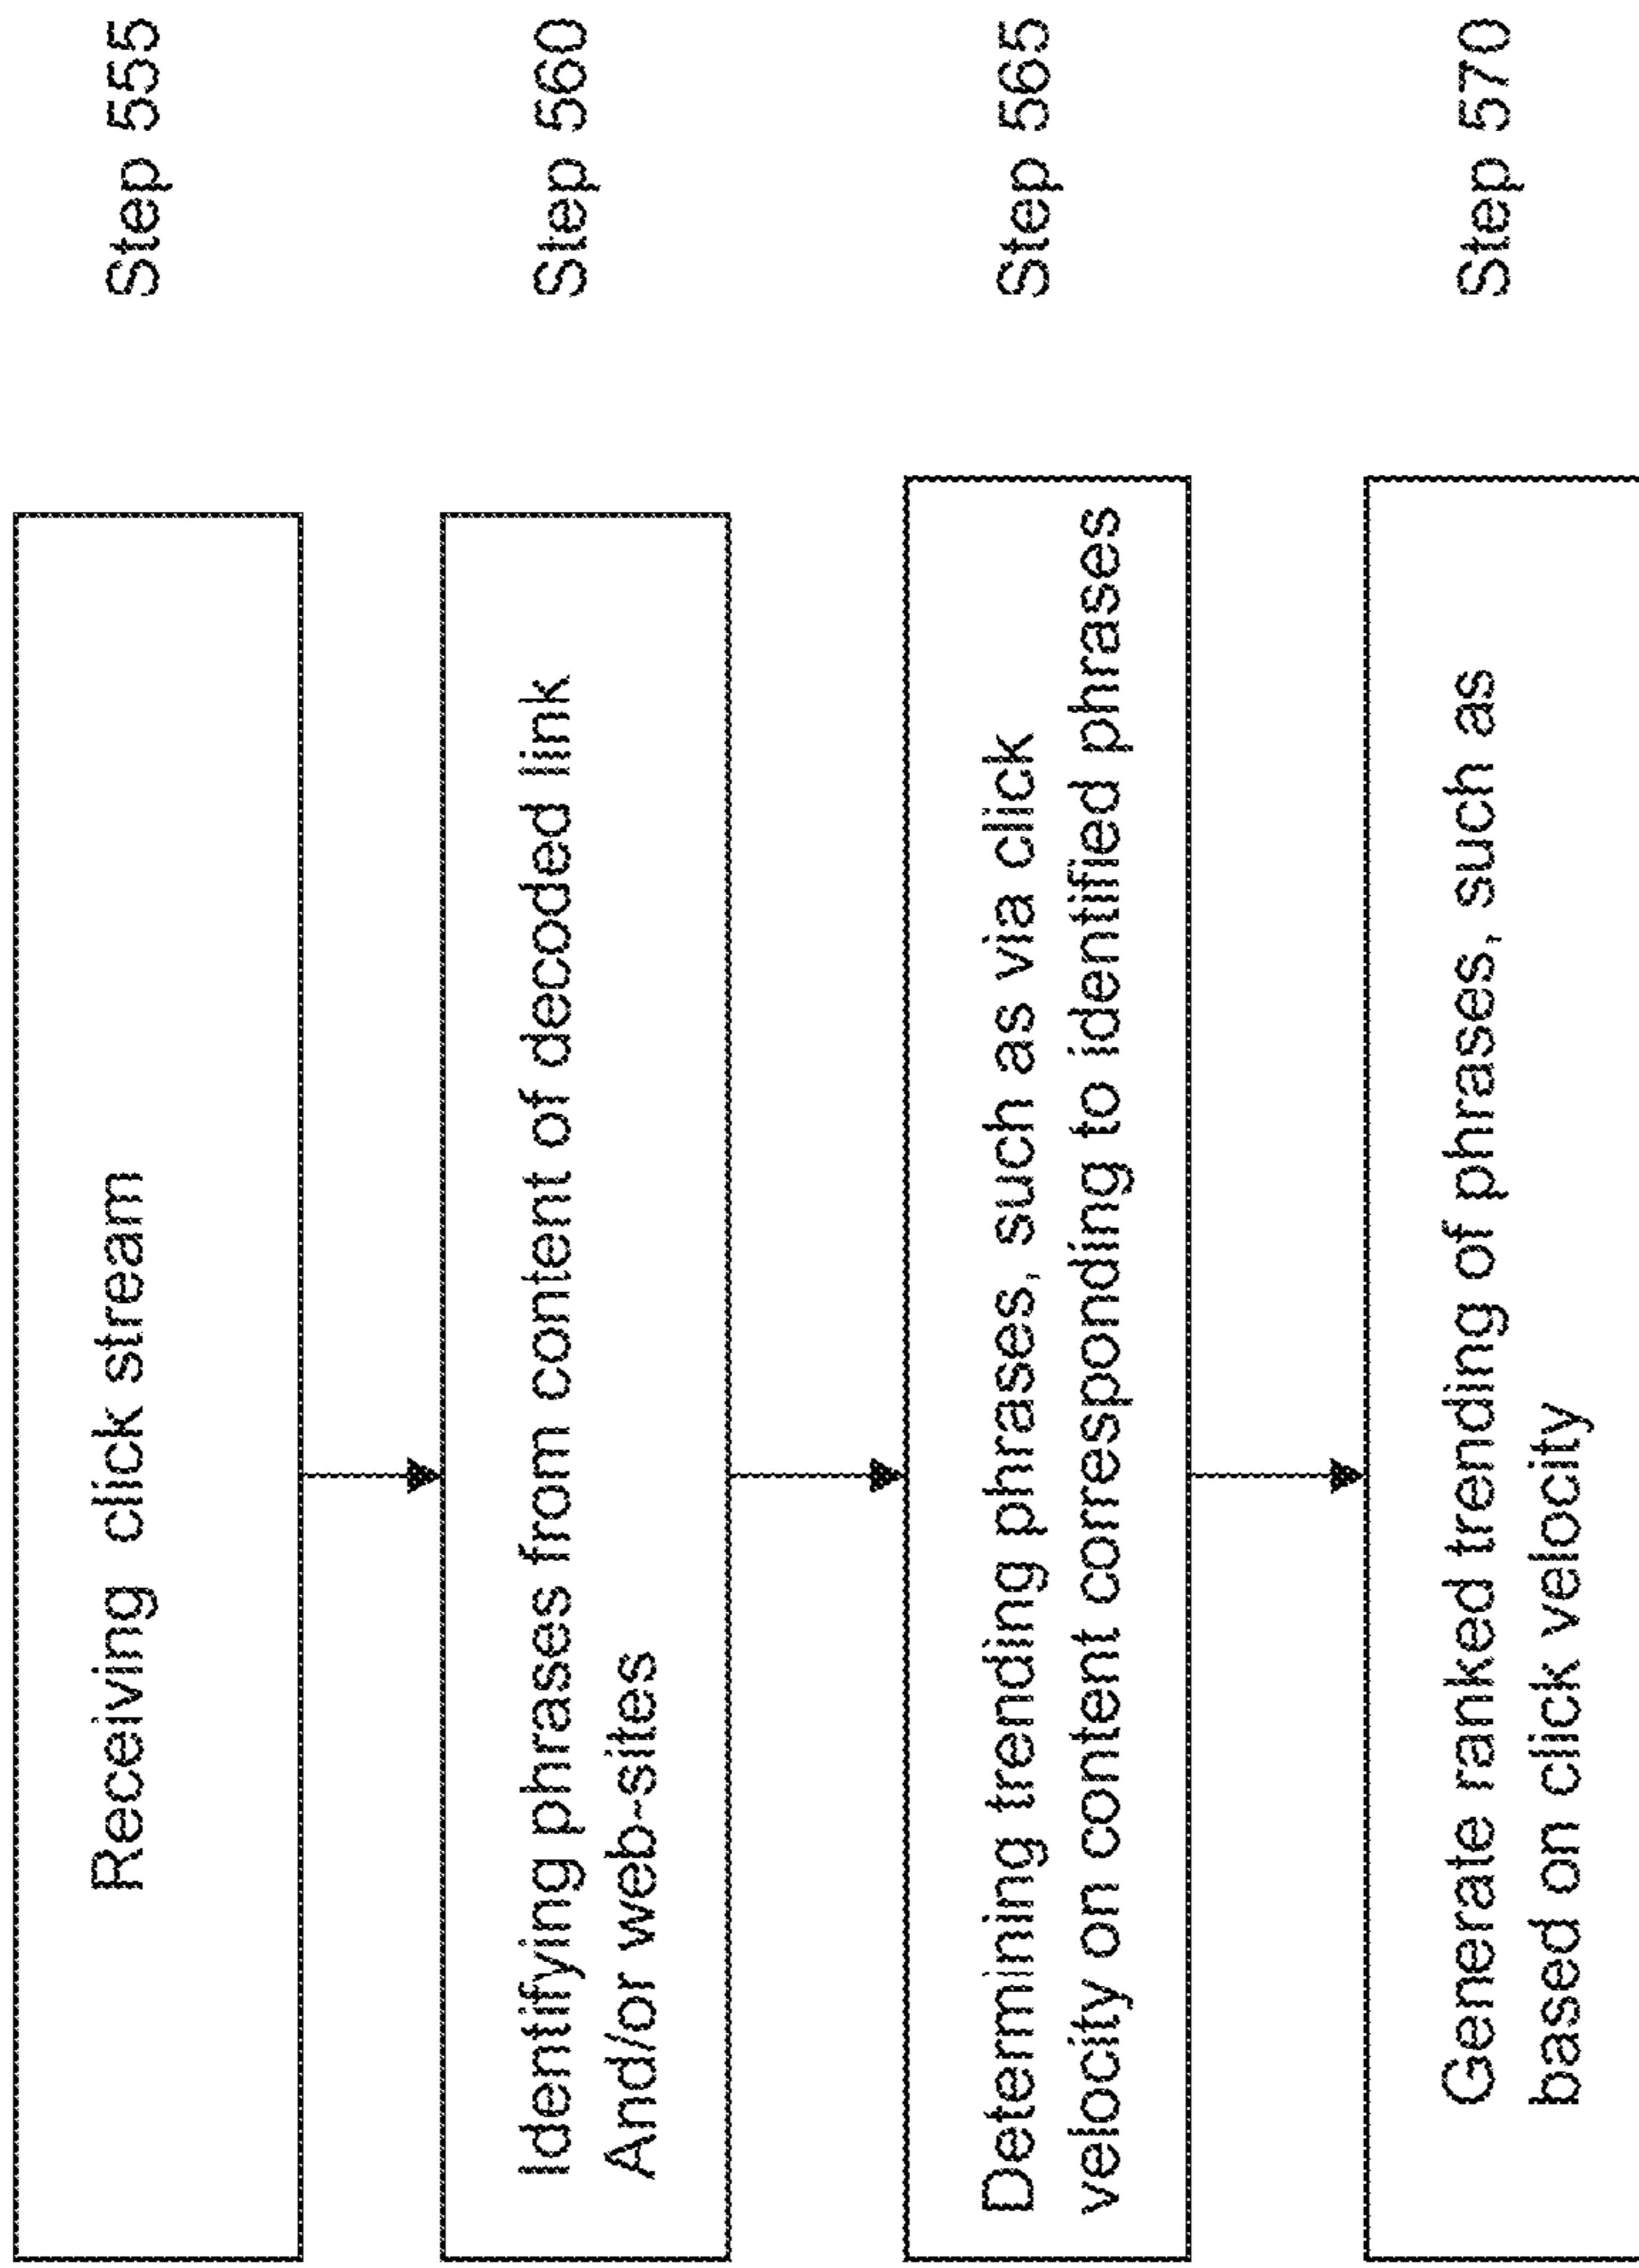 Receiving click stream
Step 555
Identifying phrases from content of decoded link
And/or web-sites
Step 560
Determining trending phrases, such as via click
velocity on content corresponding to identified phrases
Step 565
Generate ranked trending of phrases, such as
based on click velocity
Step 570